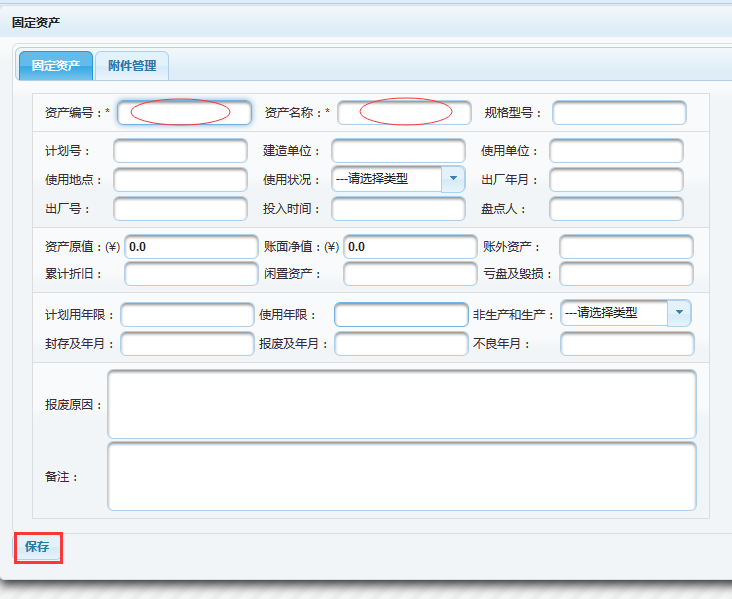 固定资产
固定资产 附件管理
资产编号：* 资产名称：* 规格型号：
计划号： 建造单位： 使用单位：
使用地点： 使用状况： ---请选择类型 出厂年月：
出厂号： 投入时间： 盘点人：
资产原值：(¥) 0.0 账面净值：(¥) 0.0 账外资产：
累计折旧： 闲置资产： 亏盘及毁损：
计划用年限： 使用年限： 非生产和生产： ---请选择类型
封存及年月： 报废及年月： 不良年月：
报废原因：
备注：
保存